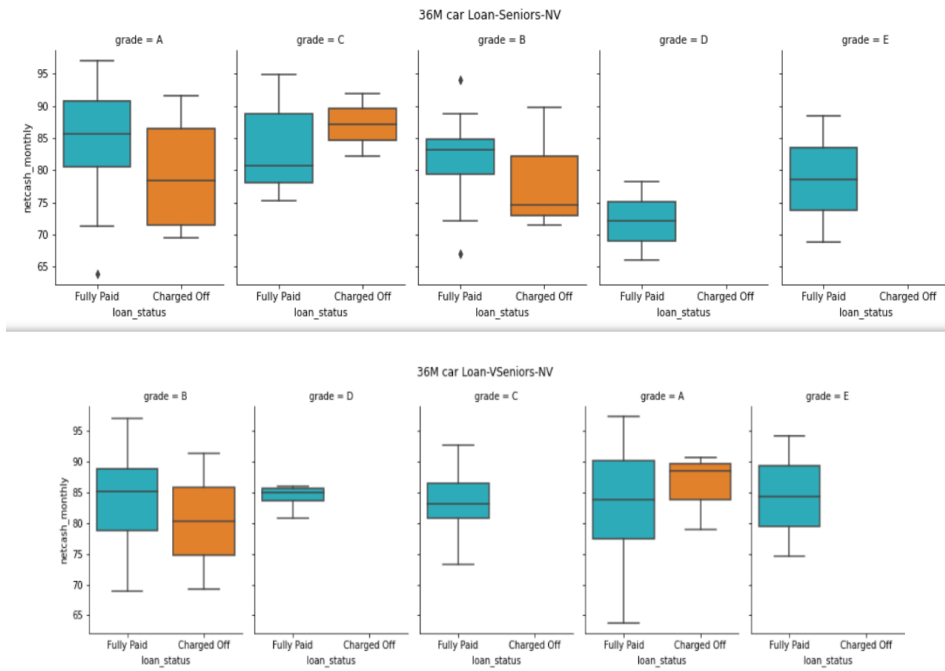 36M car Loan-Seniors-NV
grade = A grade = C grade = B grade = D grade = E
netcash_monthly
95
90
85
80
75
70
65
Fully Paid Charged Off Fully Paid Charged Off Fully Paid Charged Off Fully Paid Charged Off Fully Paid Charged Off
loan_status loan_status loan_status loan_status loan_status
36M car Loan-VSeniors-NV
grade = B grade = D grade = C grade = A grade = E
netcash_monthly
95
90
85
80
75
70
65
Fully Paid Charged Off Fully Paid Charged Off Fully Paid Charged Off Fully Paid Charged Off Fully Paid Charged Off
loan_status loan_status loan_status loan_status loan_status